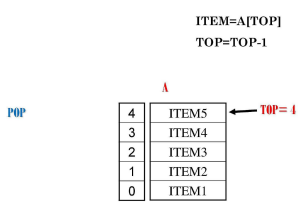 ITEM=A[TOP]
TOP=TOP-1
A
POP
4 ITEM5 TOP= 4
3 ITEM4
2 ITEM3
1 ITEM2
0 ITEM1